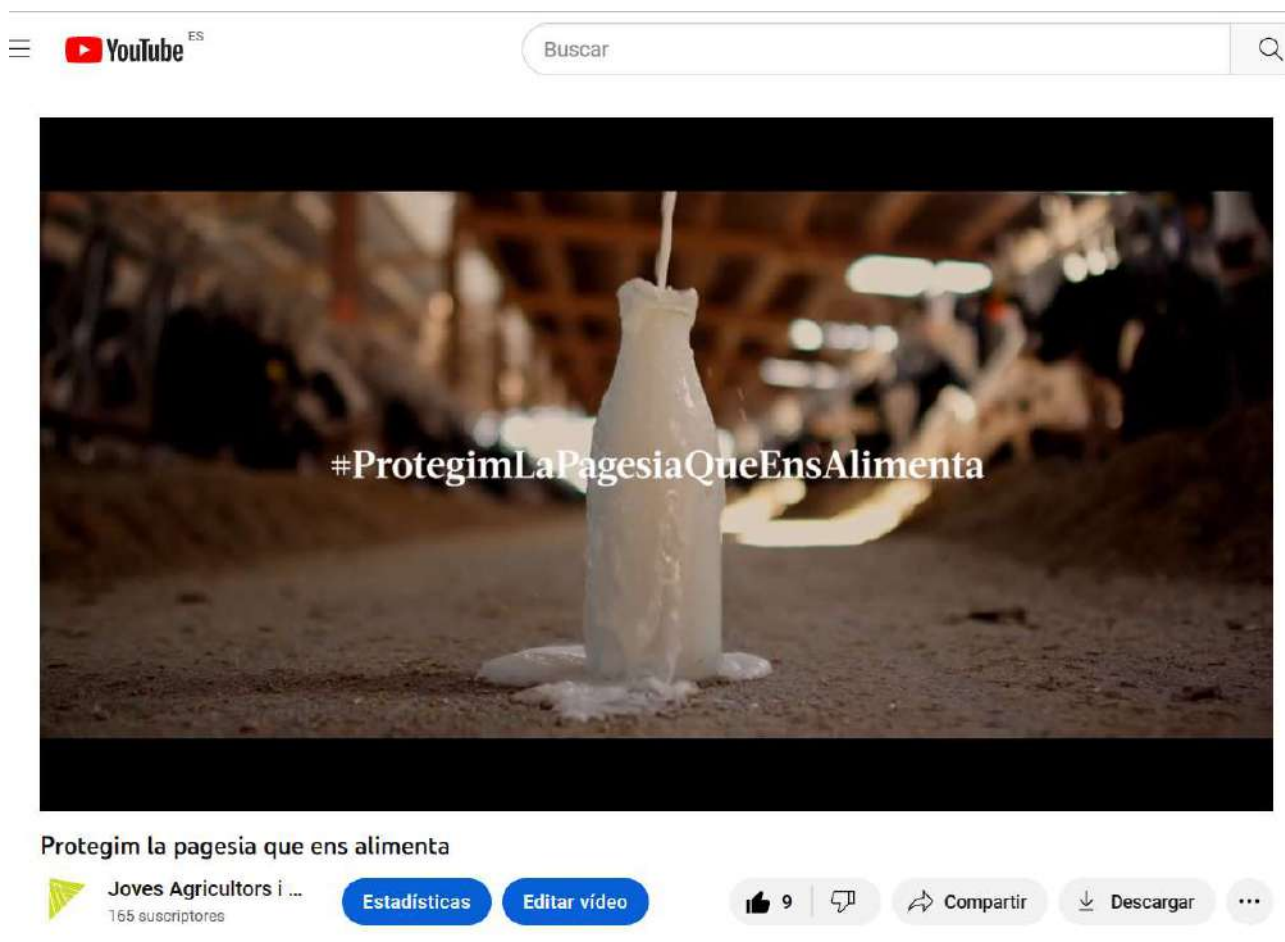 YouTube ES
Buscar
#ProtegimLaPagesiaQueEnsAlimenta
Protegim la pagesia que ens alimenta
Joves Agricultors i ...
165 suscriptores
Estadísticas
Editar vídeo
9
Compartir
Descargar